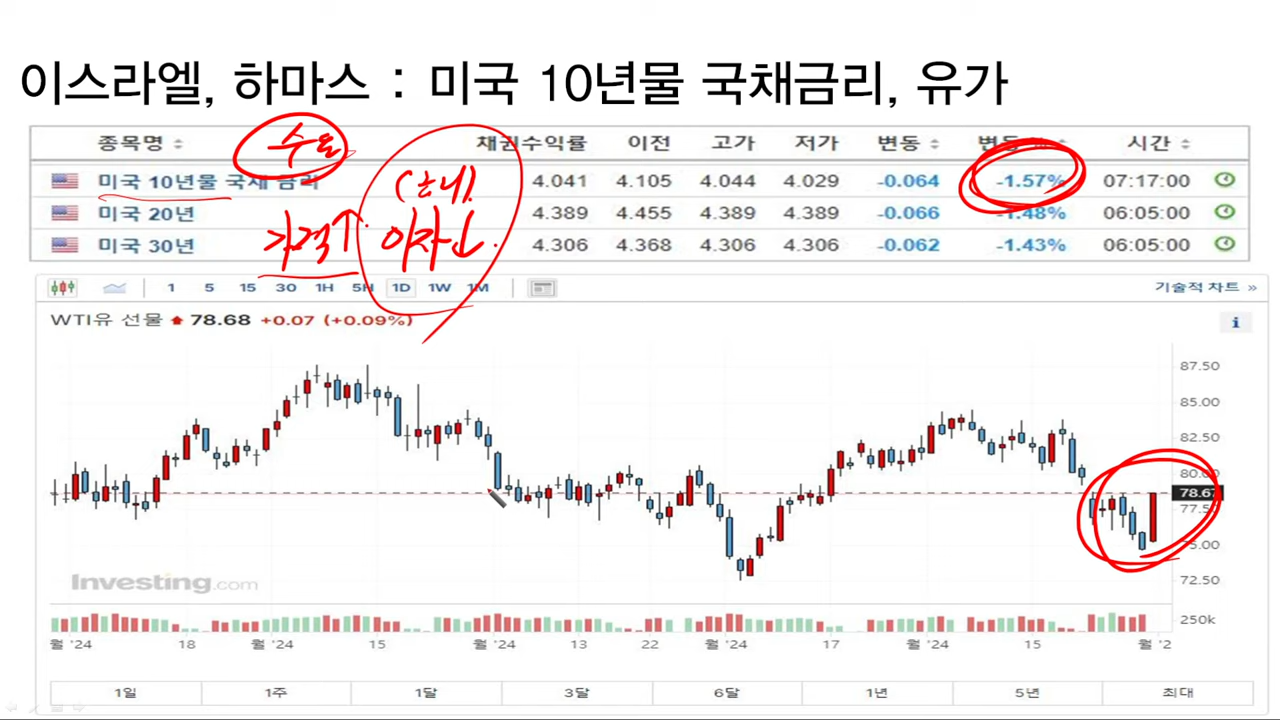 이스라엘, 하마스 : 미국 10년물 국채금리, 유가
종목명 수요 채권수익률 이전 고가 저가 변동 변동 % 시간
미국 10년물 국채 금리 4.041 4.105 4.044 4.029 -0.064 -1.57% 07:17:00
미국 20년 4.389 4.455 4.389 4.389 -0.066 -1.48% 06:05:00
미국 30년 4.306 4.368 4.306 4.306 -0.062 -1.43% 06:05:00
가격↑
1 5 15 30 1H 5H 1D 1W 1M 기술적 차트 »
WTI유 선물 78.68 +0.07 (+0.09%)
87.50
85.00
82.50
80.00
78.67
77.50
75.00
72.50
Investing.com
250k
월 '24 18 월 '24 15 월 '24 13 22 월 '24 15 월 '24 15 월 '2
1일 1주 1달 3달 6달 1년 5년 최대